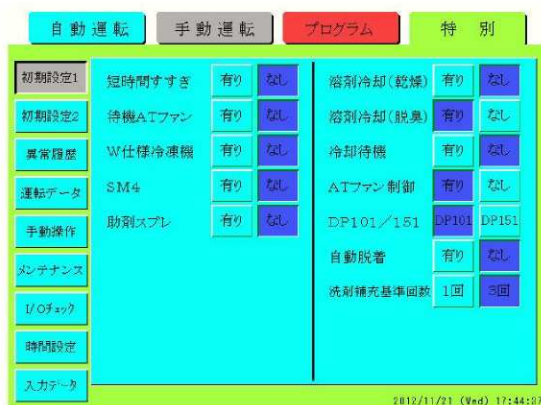 自動運転
手動運転
プログラム
特別
初期設定1
初期設定2
異常履歴
運転データ
手動操作
メンテナンス
I/Oチェック
時間設定
入力データ
短時間すすぎ 有り なし
待機ATファン 有り なし
W仕様冷凍機 有り なし
SM4 有り なし
助剤スプレ 有り なし
溶剤冷却(乾燥) 有り なし
溶剤冷却(脱臭) 有り なし
冷却待機 有り なし
ATファン制御 有り なし
DP101/151 DP101 DP151
自動脱着 有り なし
洗剤補充基準回数 1回 3回
2012/11/21 (Wed) 17:44:37